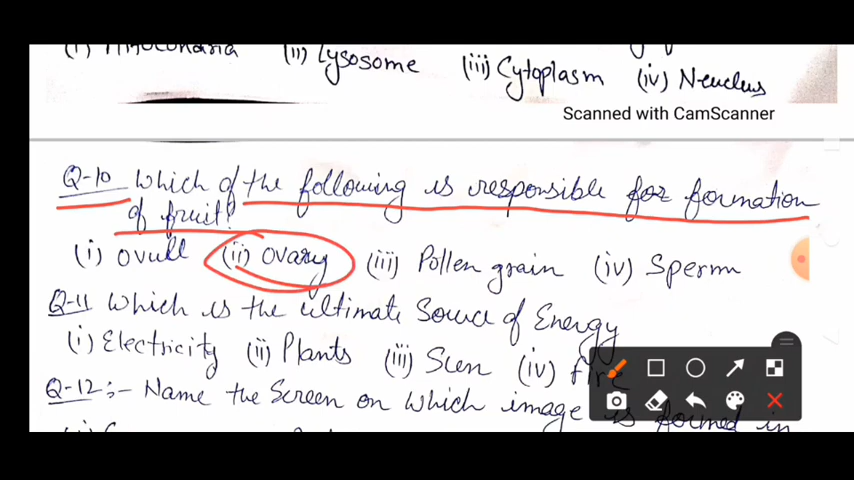 (ii) Lysosome (iii) Cytoplasm (iv) Neucleus
Scanned with CamScanner
Q-10 Which of the following is responsible for formation
of fruit?
(i) Ovule (ii) Ovary (iii) Pollen grain (iv) Sperm
Q-11 Which is the ultimate Source of Energy
(i) Electricity (ii) Plants (iii) Sun (iv) Fire
Q-12:- Name the Screen on which image is formed in